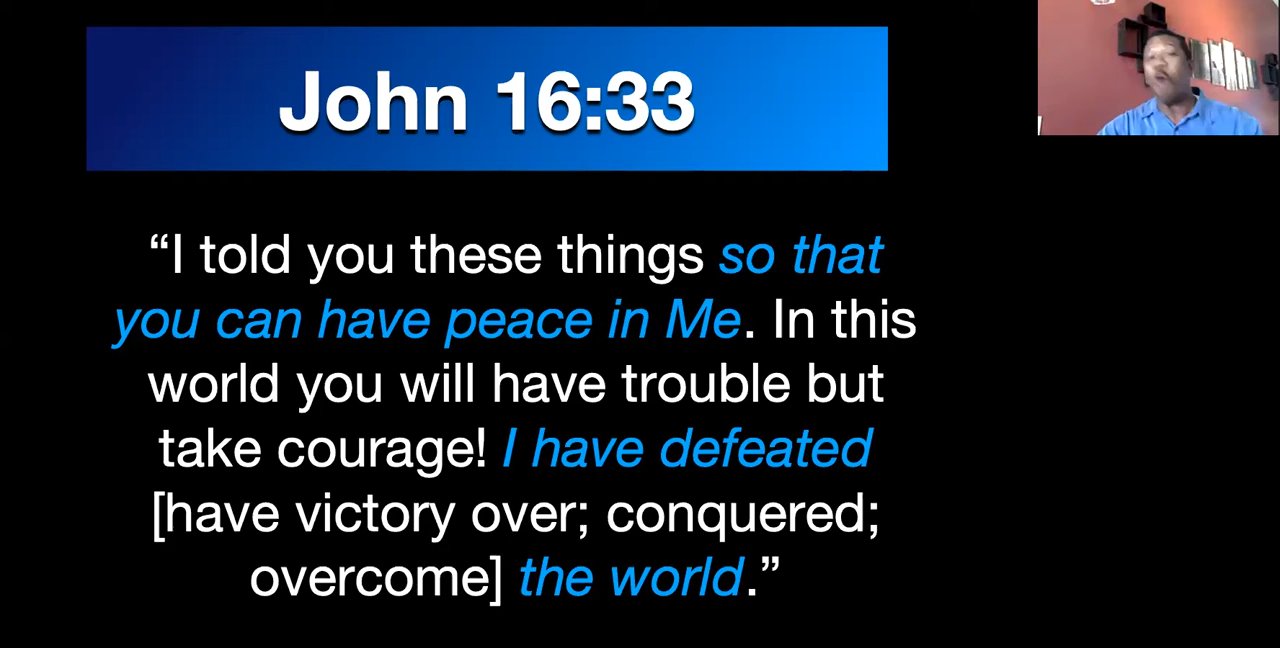 John 16:33
“I told you these things so that
you can have peace in Me. In this
world you will have trouble but
take courage! I have defeated
[have victory over; conquered;
overcome] the world.”